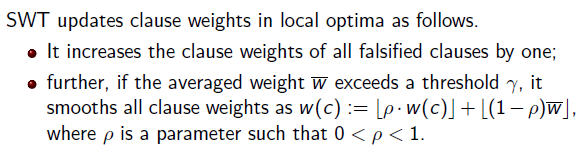 SWT updates clause weights in local optima as follows.
• It increases the clause weights of all falsified clauses by one;
• further, if the averaged weight w̅ exceeds a threshold γ, it
smooths all clause weights as w(c) := ⌊ρ · w(c)⌋ + ⌊(1 − ρ)w̅⌋,
where ρ is a parameter such that 0 < ρ < 1.